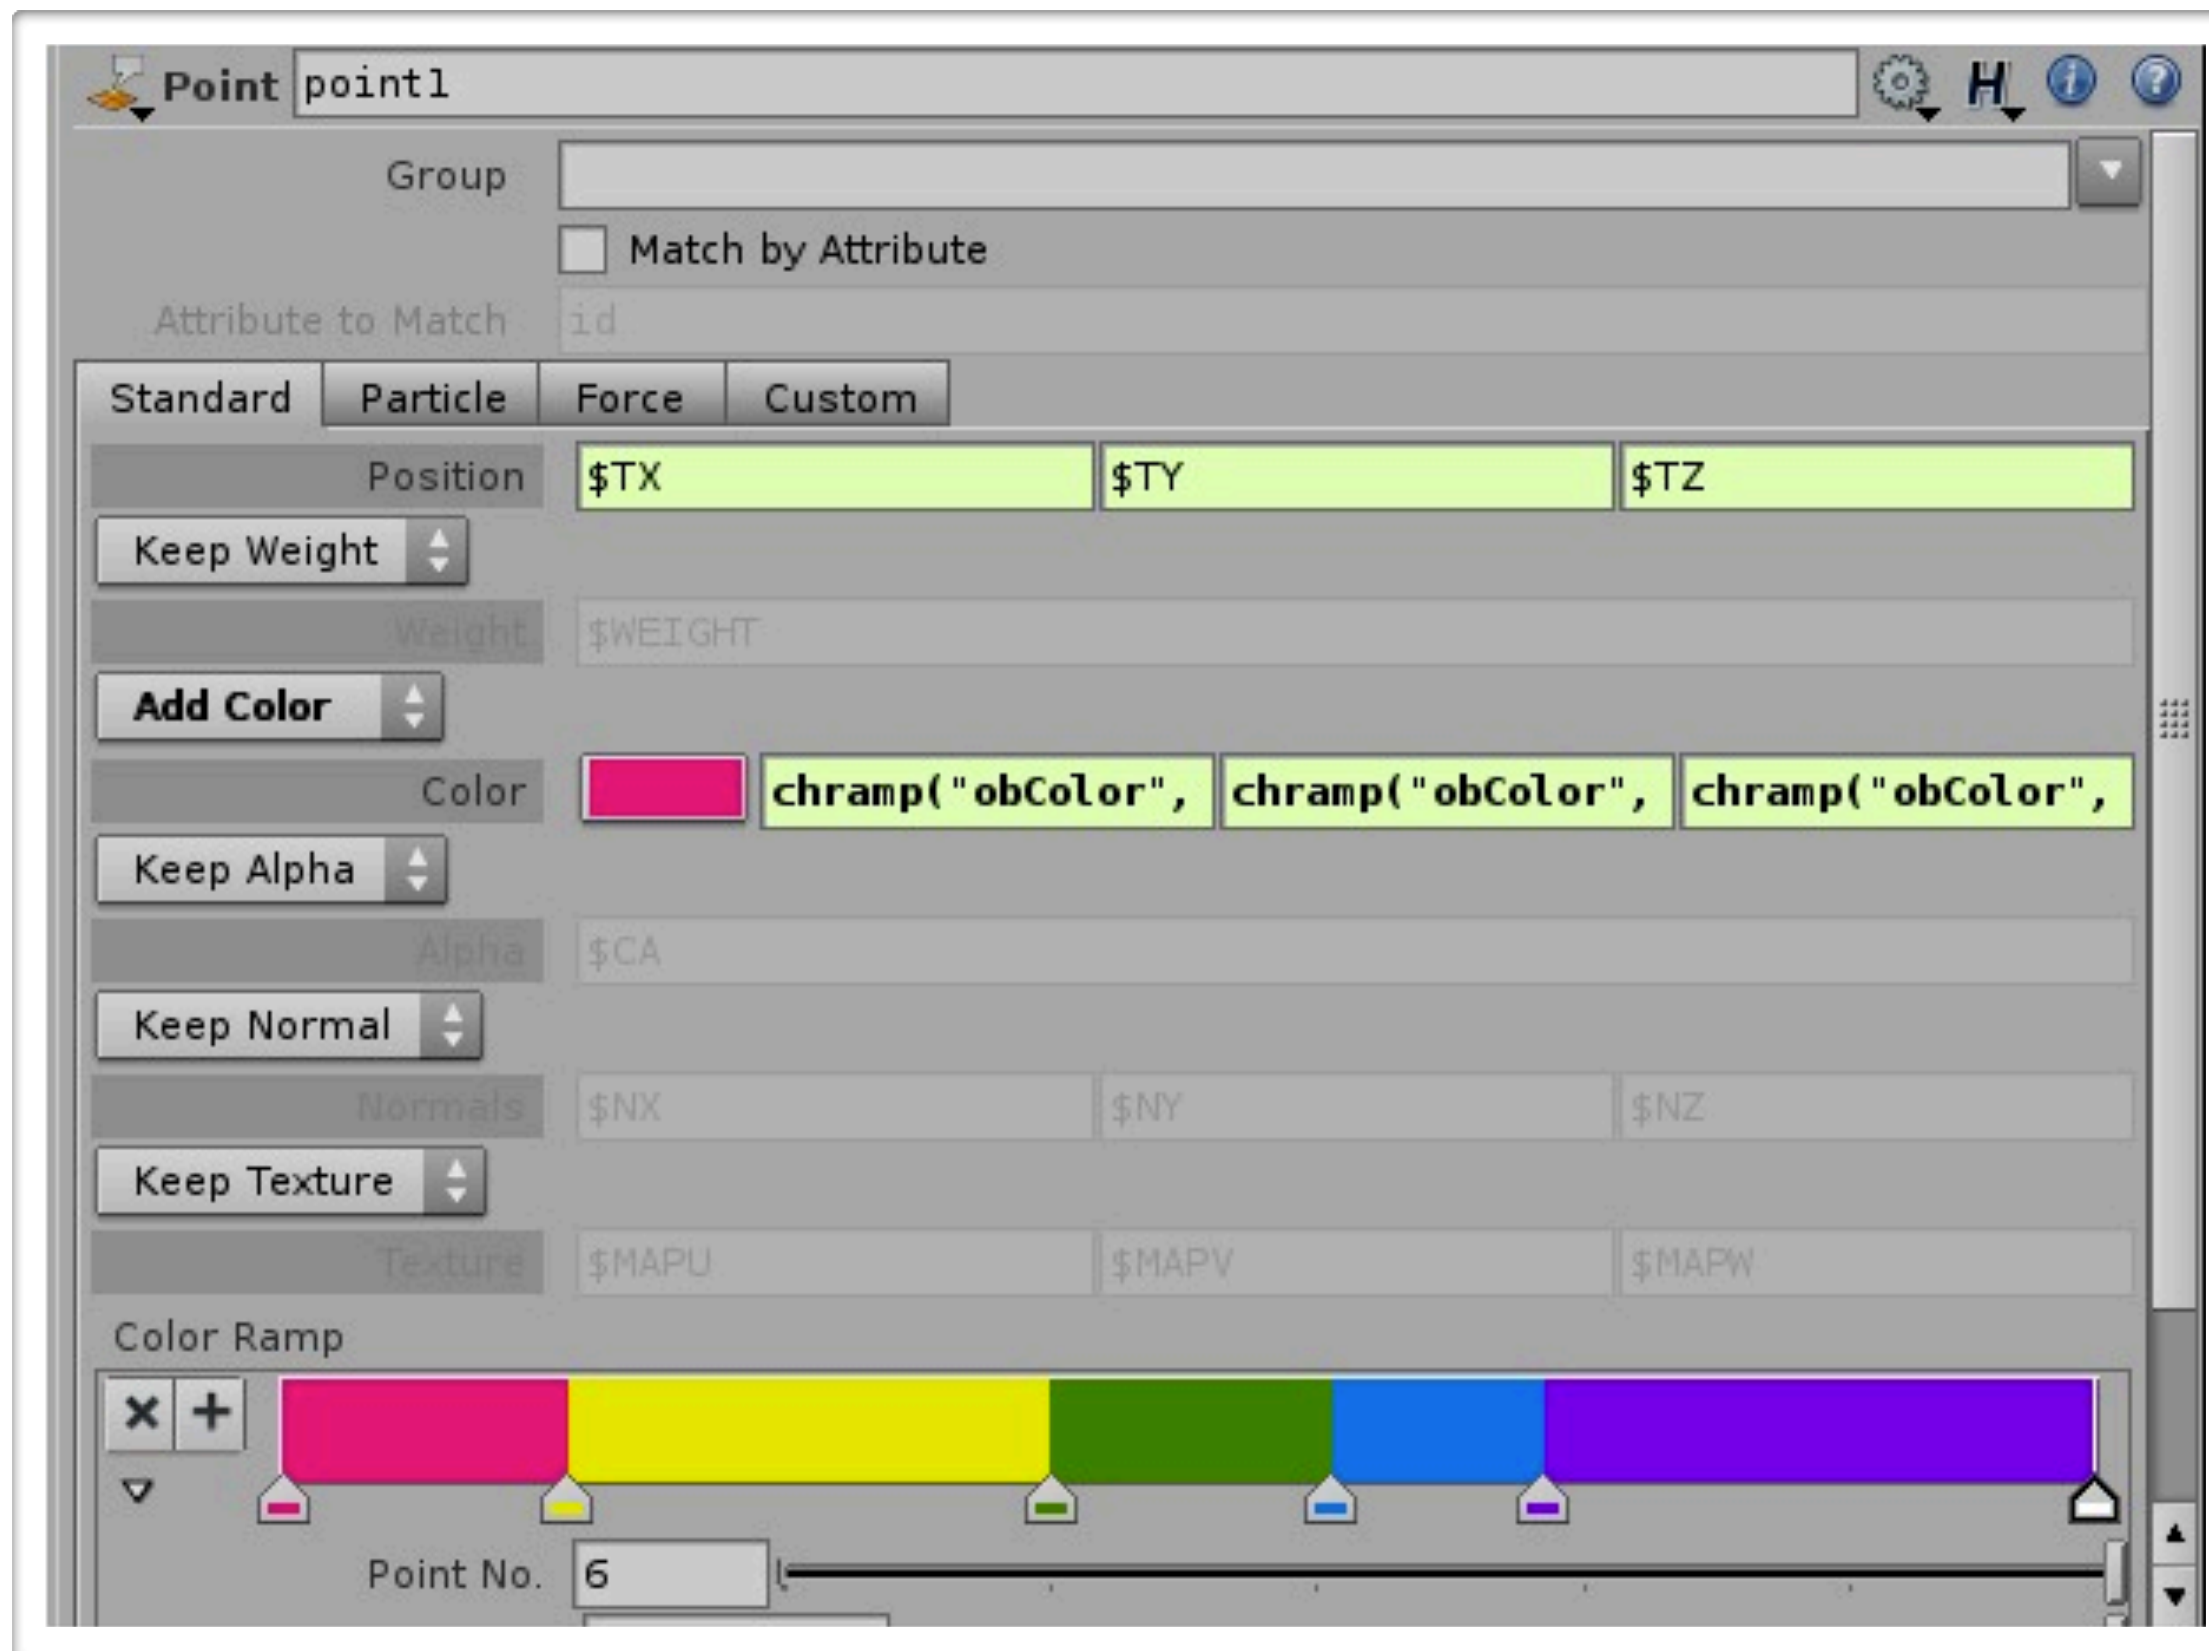 Point point1
Group
Match by Attribute
Attribute to Match id
Standard Particle Force Custom
Position $TX $TY $TZ
Keep Weight
Weight $WEIGHT
Add Color
Color chramp("obColor", chramp("obColor", chramp("obColor",
Keep Alpha
Alpha $CA
Keep Normal
Normals $NX $NY $NZ
Keep Texture
Texture $MAPU $MAPV $MAPW
Color Ramp
Point No. 6